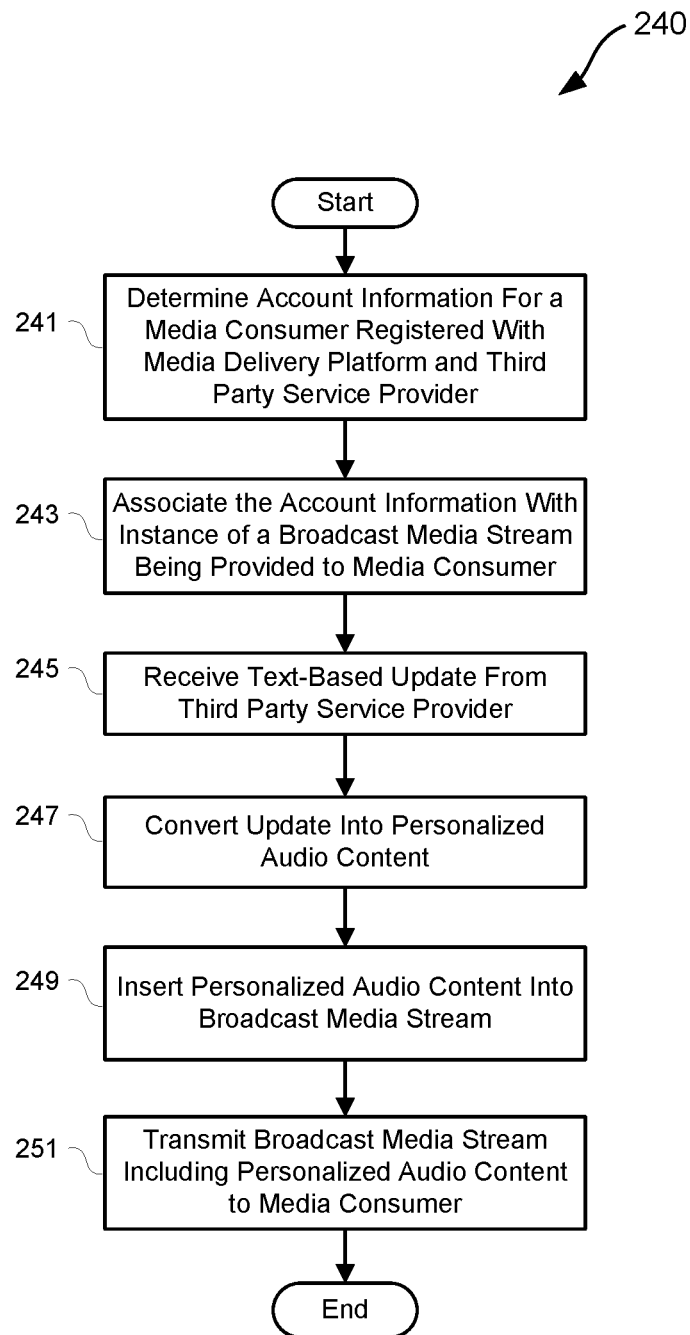 240
Start
241
Determine Account Information For a
Media Consumer Registered With
Media Delivery Platform and Third
Party Service Provider
243
Associate the Account Information With
Instance of a Broadcast Media Stream
Being Provided to Media Consumer
245
Receive Text-Based Update From
Third Party Service Provider
247
Convert Update Into Personalized
Audio Content
249
Insert Personalized Audio Content Into
Broadcast Media Stream
251
Transmit Broadcast Media Stream
Including Personalized Audio Content
to Media Consumer
End